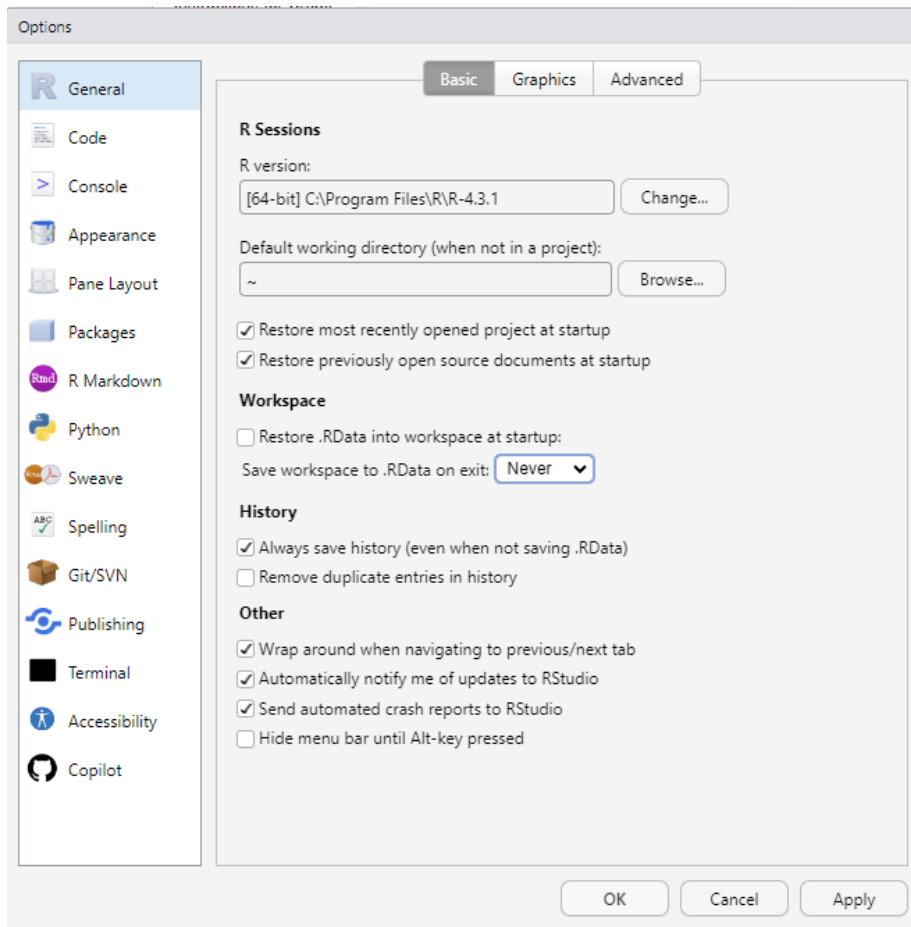 Options
General
Code
Console
Appearance
Pane Layout
Packages
Rmd R Markdown
Python
Sweave
ABC Spelling
Git/SVN
Publishing
Terminal
Accessibility
Copilot
Basic Graphics Advanced
R Sessions
R version:
[64-bit] C:\Program Files\R\R-4.3.1 Change...
Default working directory (when not in a project):
~ Browse...
Restore most recently opened project at startup
Restore previously open source documents at startup
Workspace
Restore .RData into workspace at startup:
Save workspace to .RData on exit: Never
History
Always save history (even when not saving .RData)
Remove duplicate entries in history
Other
Wrap around when navigating to previous/next tab
Automatically notify me of updates to RStudio
Send automated crash reports to RStudio
Hide menu bar until Alt-key pressed
OK Cancel Apply